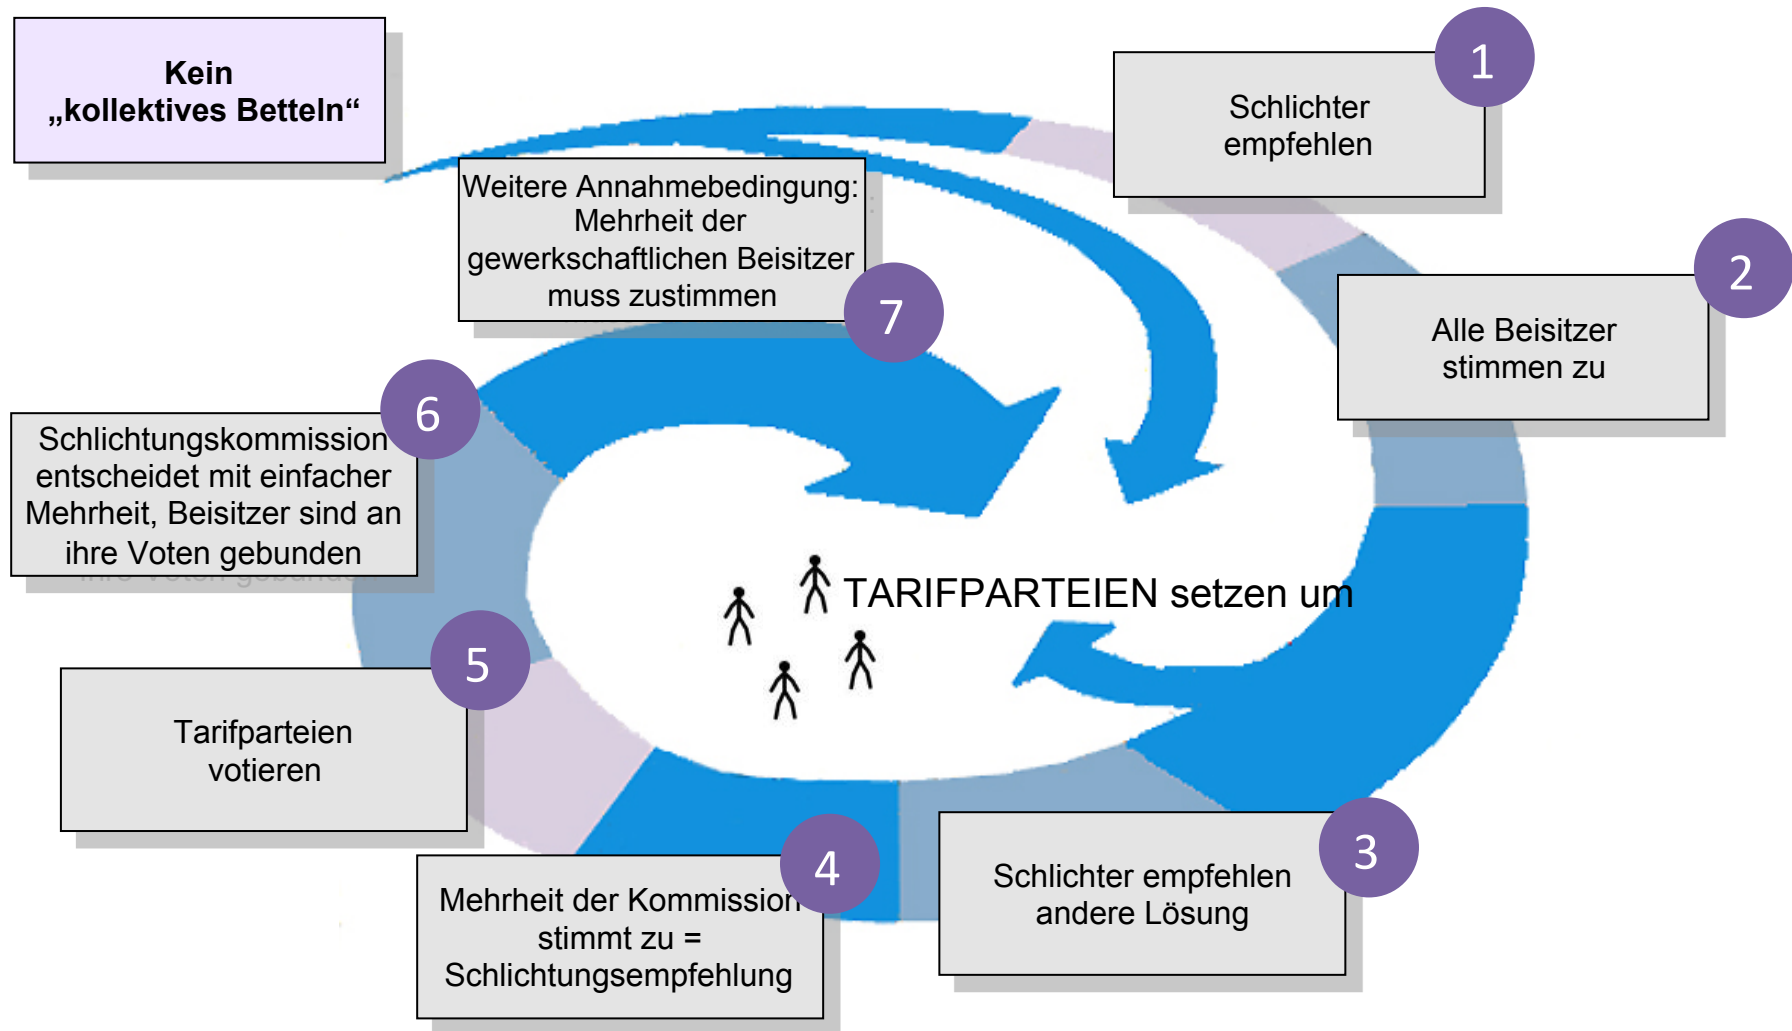 Kein
„kollektives Betteln“
1
Schlichter
empfehlen
2
Alle Beisitzer
stimmen zu
3
Schlichter empfehlen
andere Lösung
4
Mehrheit der Kommission
stimmt zu =
Schlichtungsempfehlung
5
Tarifparteien
votieren
6
Schlichtungskommission
entscheidet mit einfacher
Mehrheit, Beisitzer sind an
ihre Voten gebunden
7
Weitere Annahmebedingung:
Mehrheit der
gewerkschaftlichen Beisitzer
muss zustimmen
TARIFPARTEIEN setzen um